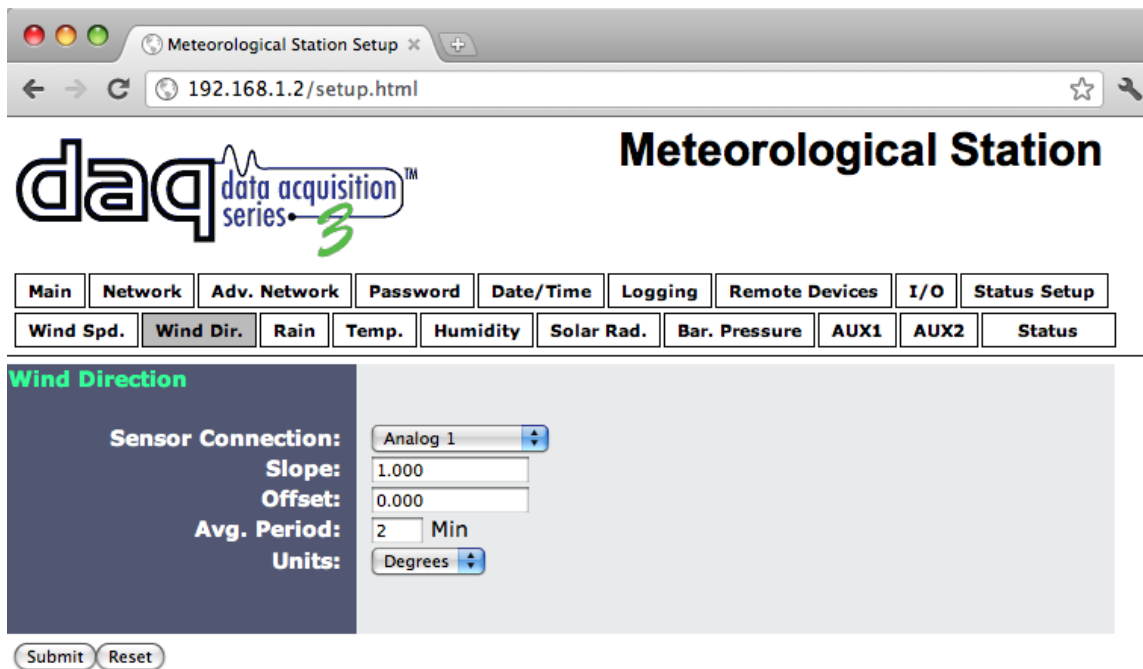 Meteorological Station Setup
192.168.1.2/setup.html
daq data acquisition series 3 TM
Meteorological Station
Main Network Adv. Network Password Date/Time Logging Remote Devices I/O Status Setup
Wind Spd. Wind Dir. Rain Temp. Humidity Solar Rad. Bar. Pressure AUX1 AUX2 Status
Wind Direction
Sensor Connection: Analog 1
Slope: 1.000
Offset: 0.000
Avg. Period: 2 Min
Units: Degrees
Submit Reset